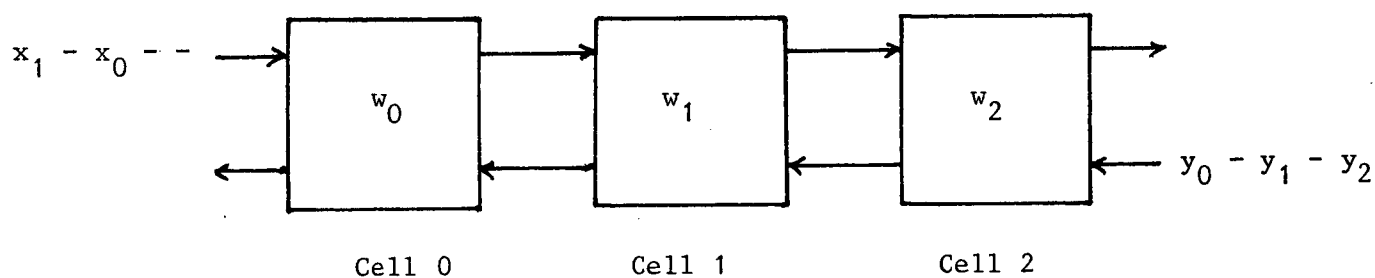 x₁ - x₀ - -
w₀
w₁
w₂
y₀ - y₁ - y₂
Cell 0
Cell 1
Cell 2